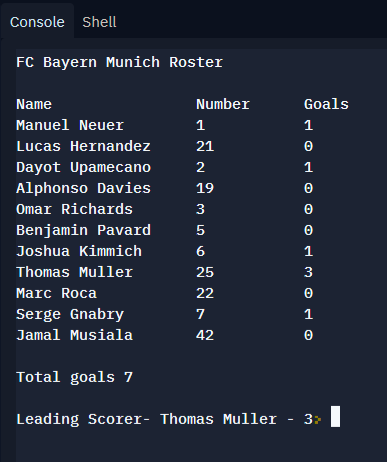 Console Shell
FC Bayern Munich Roster
Name Number Goals
Manuel Neuer 1 1
Lucas Hernandez 21 0
Dayot Upamecano 2 1
Alphonso Davies 19 0
Omar Richards 3 0
Benjamin Pavard 5 0
Joshua Kimmich 6 1
Thomas Muller 25 3
Marc Roca 22 0
Serge Gnabry 7 1
Jamal Musiala 42 0
Total goals 7
Leading Scorer- Thomas Muller - 3>